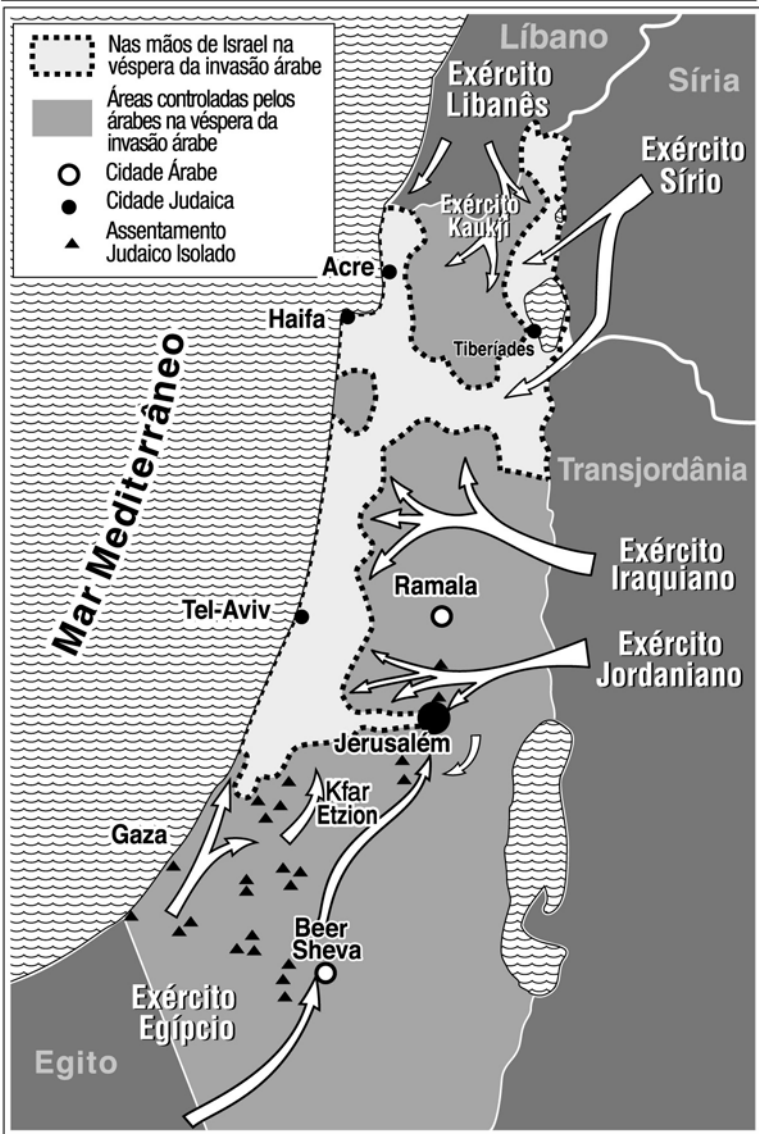 Nas mãos de Israel na
véspera da invasão árabe
Áreas controladas pelos
árabes na véspera da
invasão árabe
Cidade Árabe
Cidade Judaica
Assentamento
Judaico Isolado
Líbano
Síria
Exército
Libanês
Exército
Sírio
Exército
Kaukji
Acre
Haifa
Tiberíades
Mar Mediterrâneo
Transjordânia
Exército
Iraquiano
Ramala
Tel-Aviv
Exército
Jordaniano
Jerusalém
Kfar
Etzion
Gaza
Beer
Sheva
Exército
Egípcio
Egito